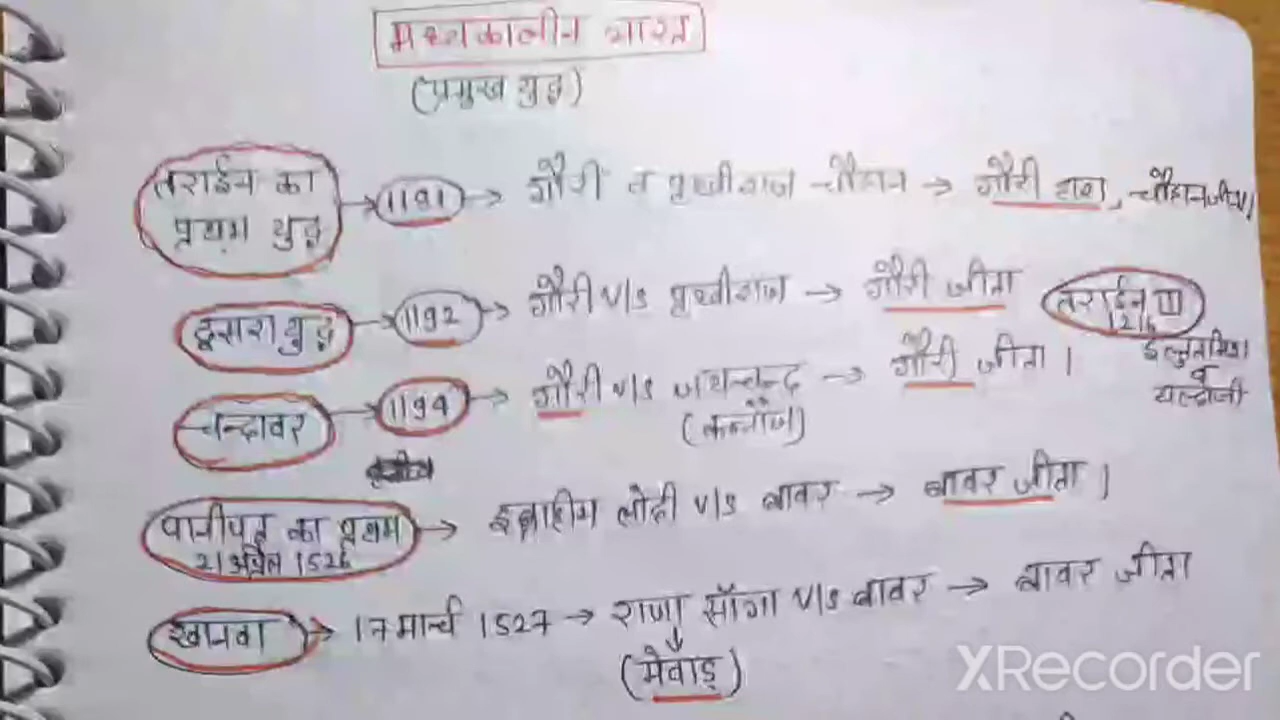 मध्यकालीन भारत
(प्रमुख युद्ध)
तराईन का प्रथम युद्ध → 1191 → गौरी व पृथ्वीराज चौहान → गौरी हारा, चौहान जीता।
दूसरा युद्ध → 1192 → गौरी V/S पृथ्वीराज → गौरी जीता
तराईन III
1216
इल्तुतमिश
व
यल्दौजी
चन्दावर → 1194 → गौरी V/S जयचन्द्र → गौरी जीता।
(कन्नौज)
पानीपत का प्रथम → इब्राहीम लोदी V/S बाबर → बाबर जीता।
21 अप्रैल 1526
खानवा → 17 मार्च 1527 → राणा साँगा V/S बाबर → बाबर जीता
(मेवाड़)
XRecorder